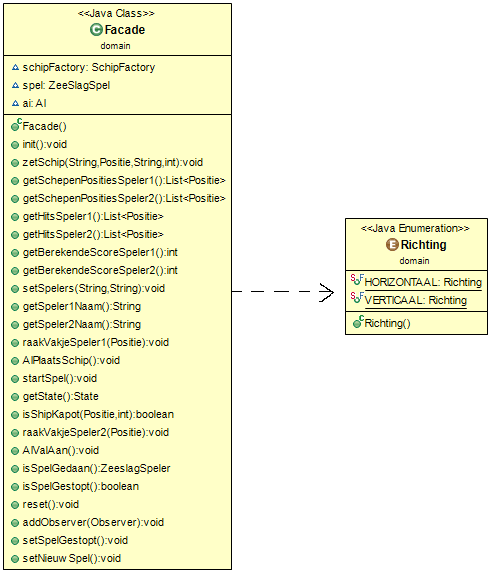 <<Java Class>>
Facade
domain
schipFactory: SchipFactory
spel: ZeeSlagSpel
ai: AI
Facade()
init():void
zetSchip(String,Positie,String,int):void
getSchepenPositiesSpeler1():List<Positie>
getSchepenPositiesSpeler2():List<Positie>
getHitsSpeler1():List<Positie>
getHitsSpeler2():List<Positie>
getBerekendeScoreSpeler1():int
getBerekendeScoreSpeler2():int
setSpelers(String,String):void
getSpeler1Naam():String
getSpeler2Naam():String
raakVakjeSpeler1(Positie):void
AIPlaatsSchip():void
startSpel():void
getState():State
isShipKapot(Positie,int):boolean
raakVakjeSpeler2(Positie):void
AIValAan():void
isSpelGedaan():ZeeslagSpeler
isSpelGestopt():boolean
reset():void
addObserver(Observer):void
setSpelGestopt():void
setNieuwSpel():void
<<Java Enumeration>>
Richting
domain
HORIZONTAAL: Richting
VERTICAAL: Richting
Richting()